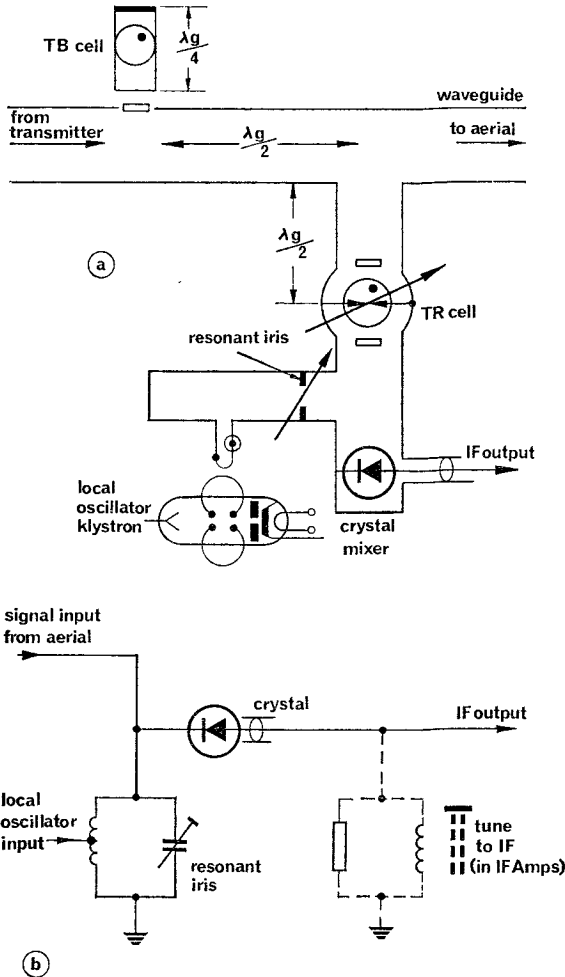 TB cell
λg/4
waveguide
from
transmitter
λg/2
to aerial
λg/2
a
TR cell
resonant iris
IF output
local
oscillator
klystron
crystal
mixer
signal input
from aerial
crystal
IF output
local
oscillator
input
resonant
iris
tune
to IF
(in IF Amps)
b